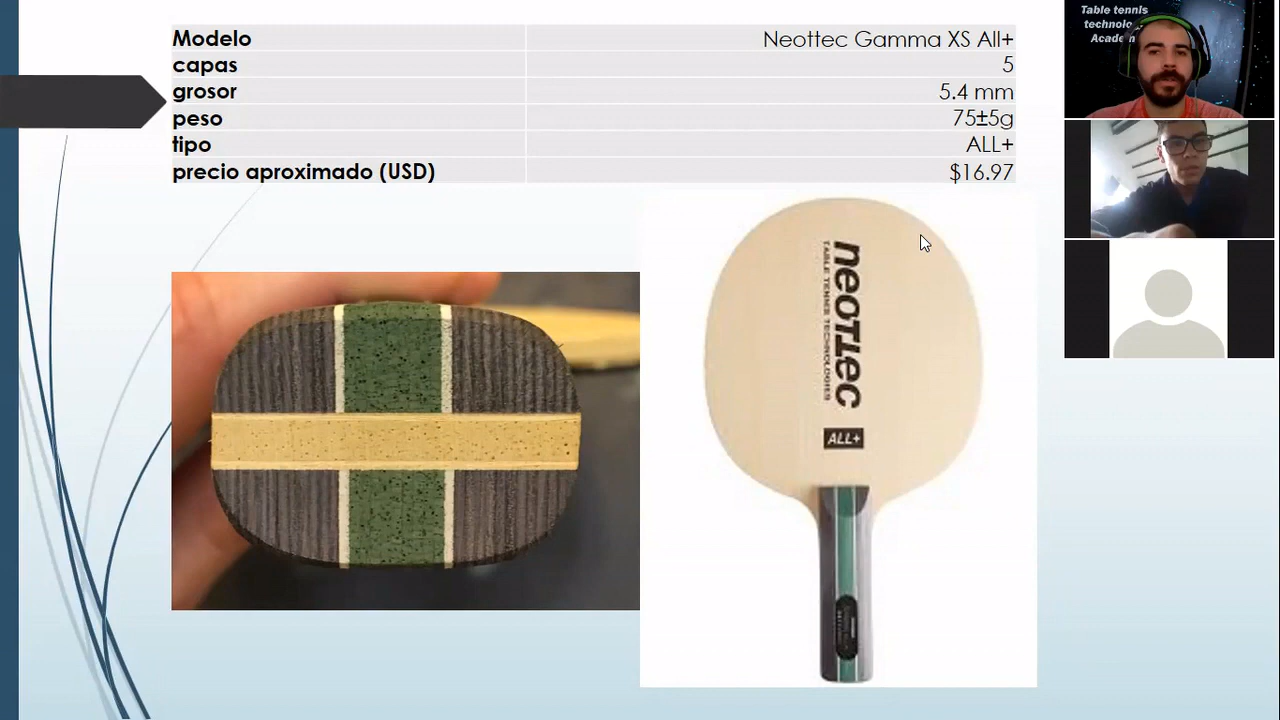 Modelo Neottec Gamma XS All+
capas 5
grosor 5.4 mm
peso 75±5g
tipo ALL+
precio aproximado (USD) $16.97
Table tennis
Academ
neottec
TABLE TENNIS TECHNOLOGIES
ALL+